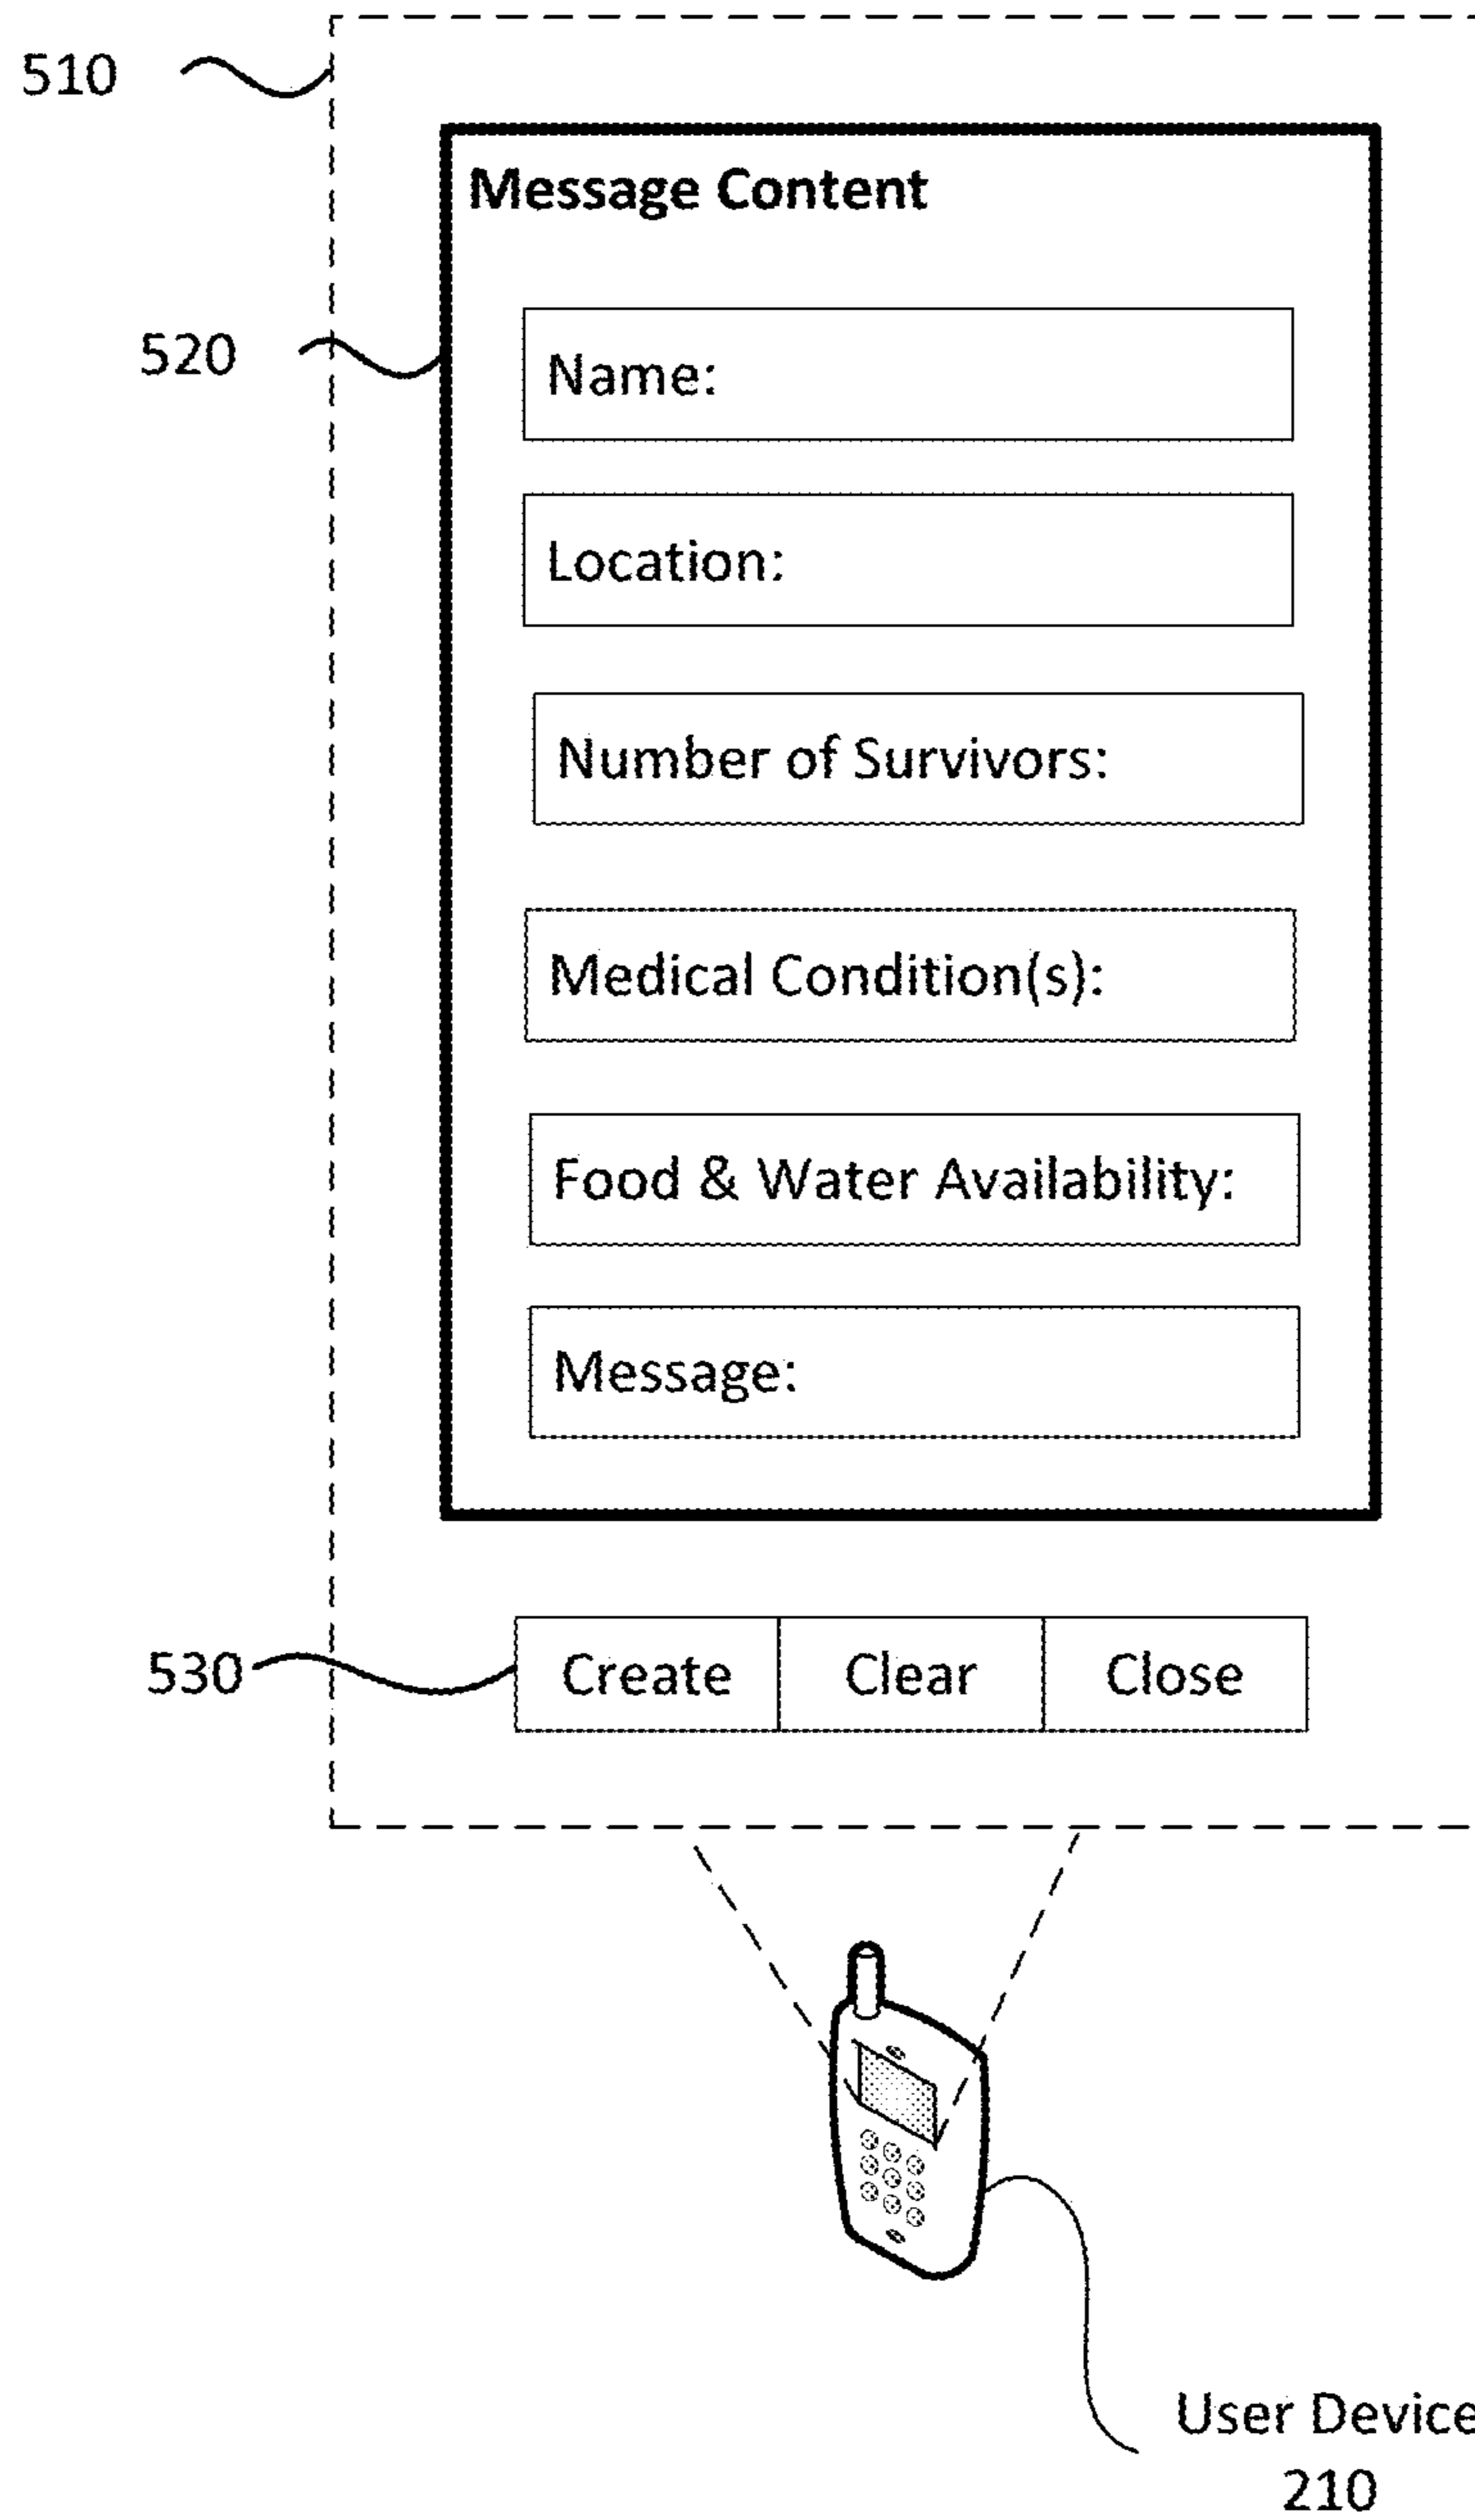 510
Message Content
520
Name:
Location:
Number of Survivors:
Medical Condition(s):
Food & Water Availability:
Message:
530
Create Clear Close
User Device
210